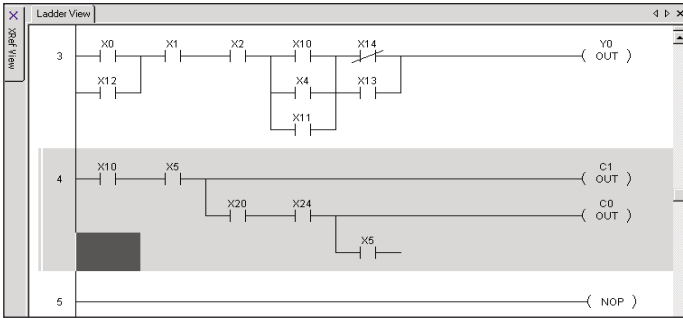 Ladder View
XRef View
X0 X1 X2 X10 X14 Y0
3 OUT
X12 X4 X13
X11
X10 X5 C1
4 OUT
X20 X24 C0
OUT
X5
5 NOP